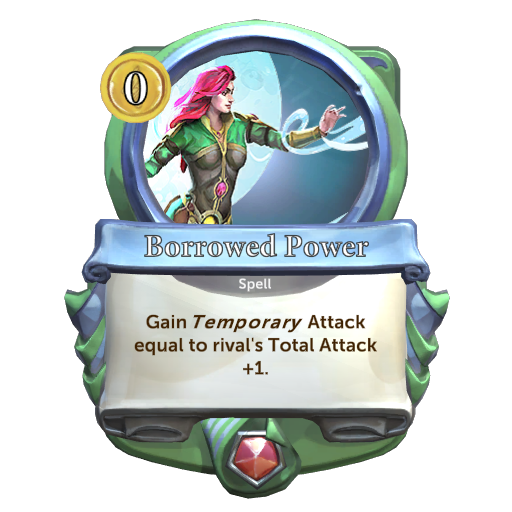 0
Borrowed Power
Spell
Gain Temporary Attack
equal to rival's Total Attack
+1.